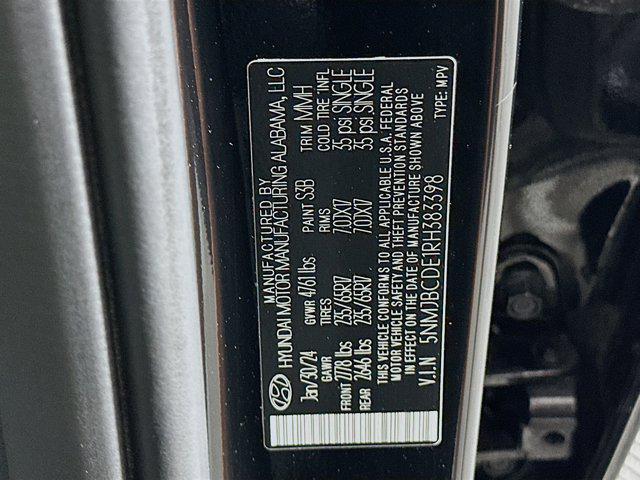 MANUFACTURED BY
HYUNDAI MOTOR MANUFACTURING ALABAMA, LLC
Jan/30/24 GVWR 4761 lbs PAINT S3B TRIM MMH
GAWR TIRES RIMS COLD TIRE INFL
FRONT 2778 lbs 235/65R17 7.0JX17 35 psi SINGLE
REAR 2646 lbs 235/65R17 7.0JX17 35 psi SINGLE
THIS VEHICLE CONFORMS TO ALL APPLICABLE U.S.A. FEDERAL
MOTOR VEHICLE SAFETY AND THEFT PREVENTION STANDARDS
IN EFFECT ON THE DATE OF MANUFACTURE SHOWN ABOVE
V.I.N 5NMJBCDE1RH383398 TYPE: MPV